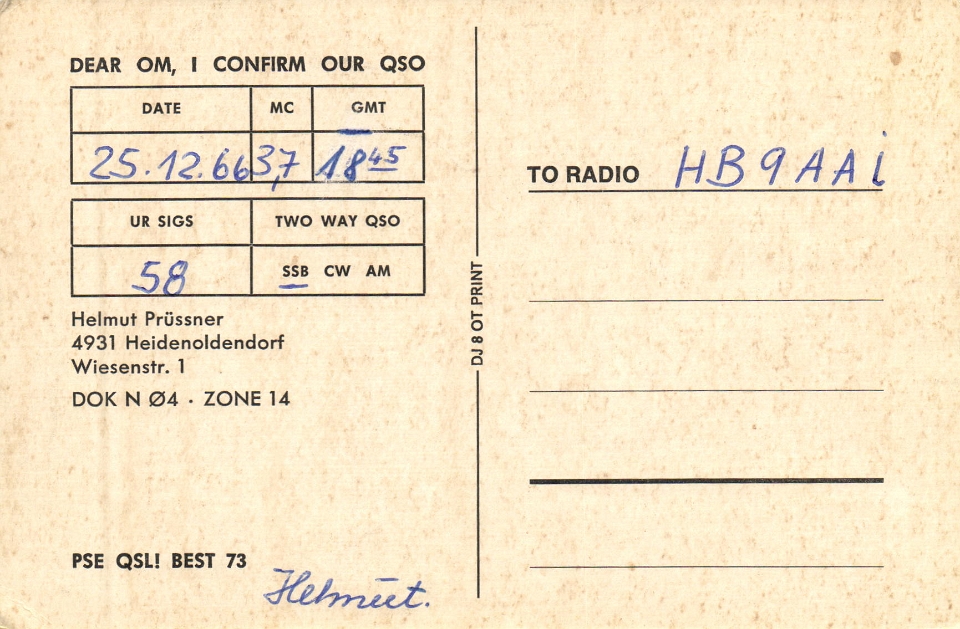 DEAR OM, I CONFIRM OUR QSO
DATE MC GMT
25.12.66 3,7 18 45
UR SIGS TWO WAY QSO
58 SSB CW AM
Helmut Prüssner
4931 Heidenoldendorf
Wiesenstr. 1
DOK N Ø4 · ZONE 14
PSE QSL! BEST 73
Helmut.
DJ 8 OT PRINT
TO RADIO HB9AAi